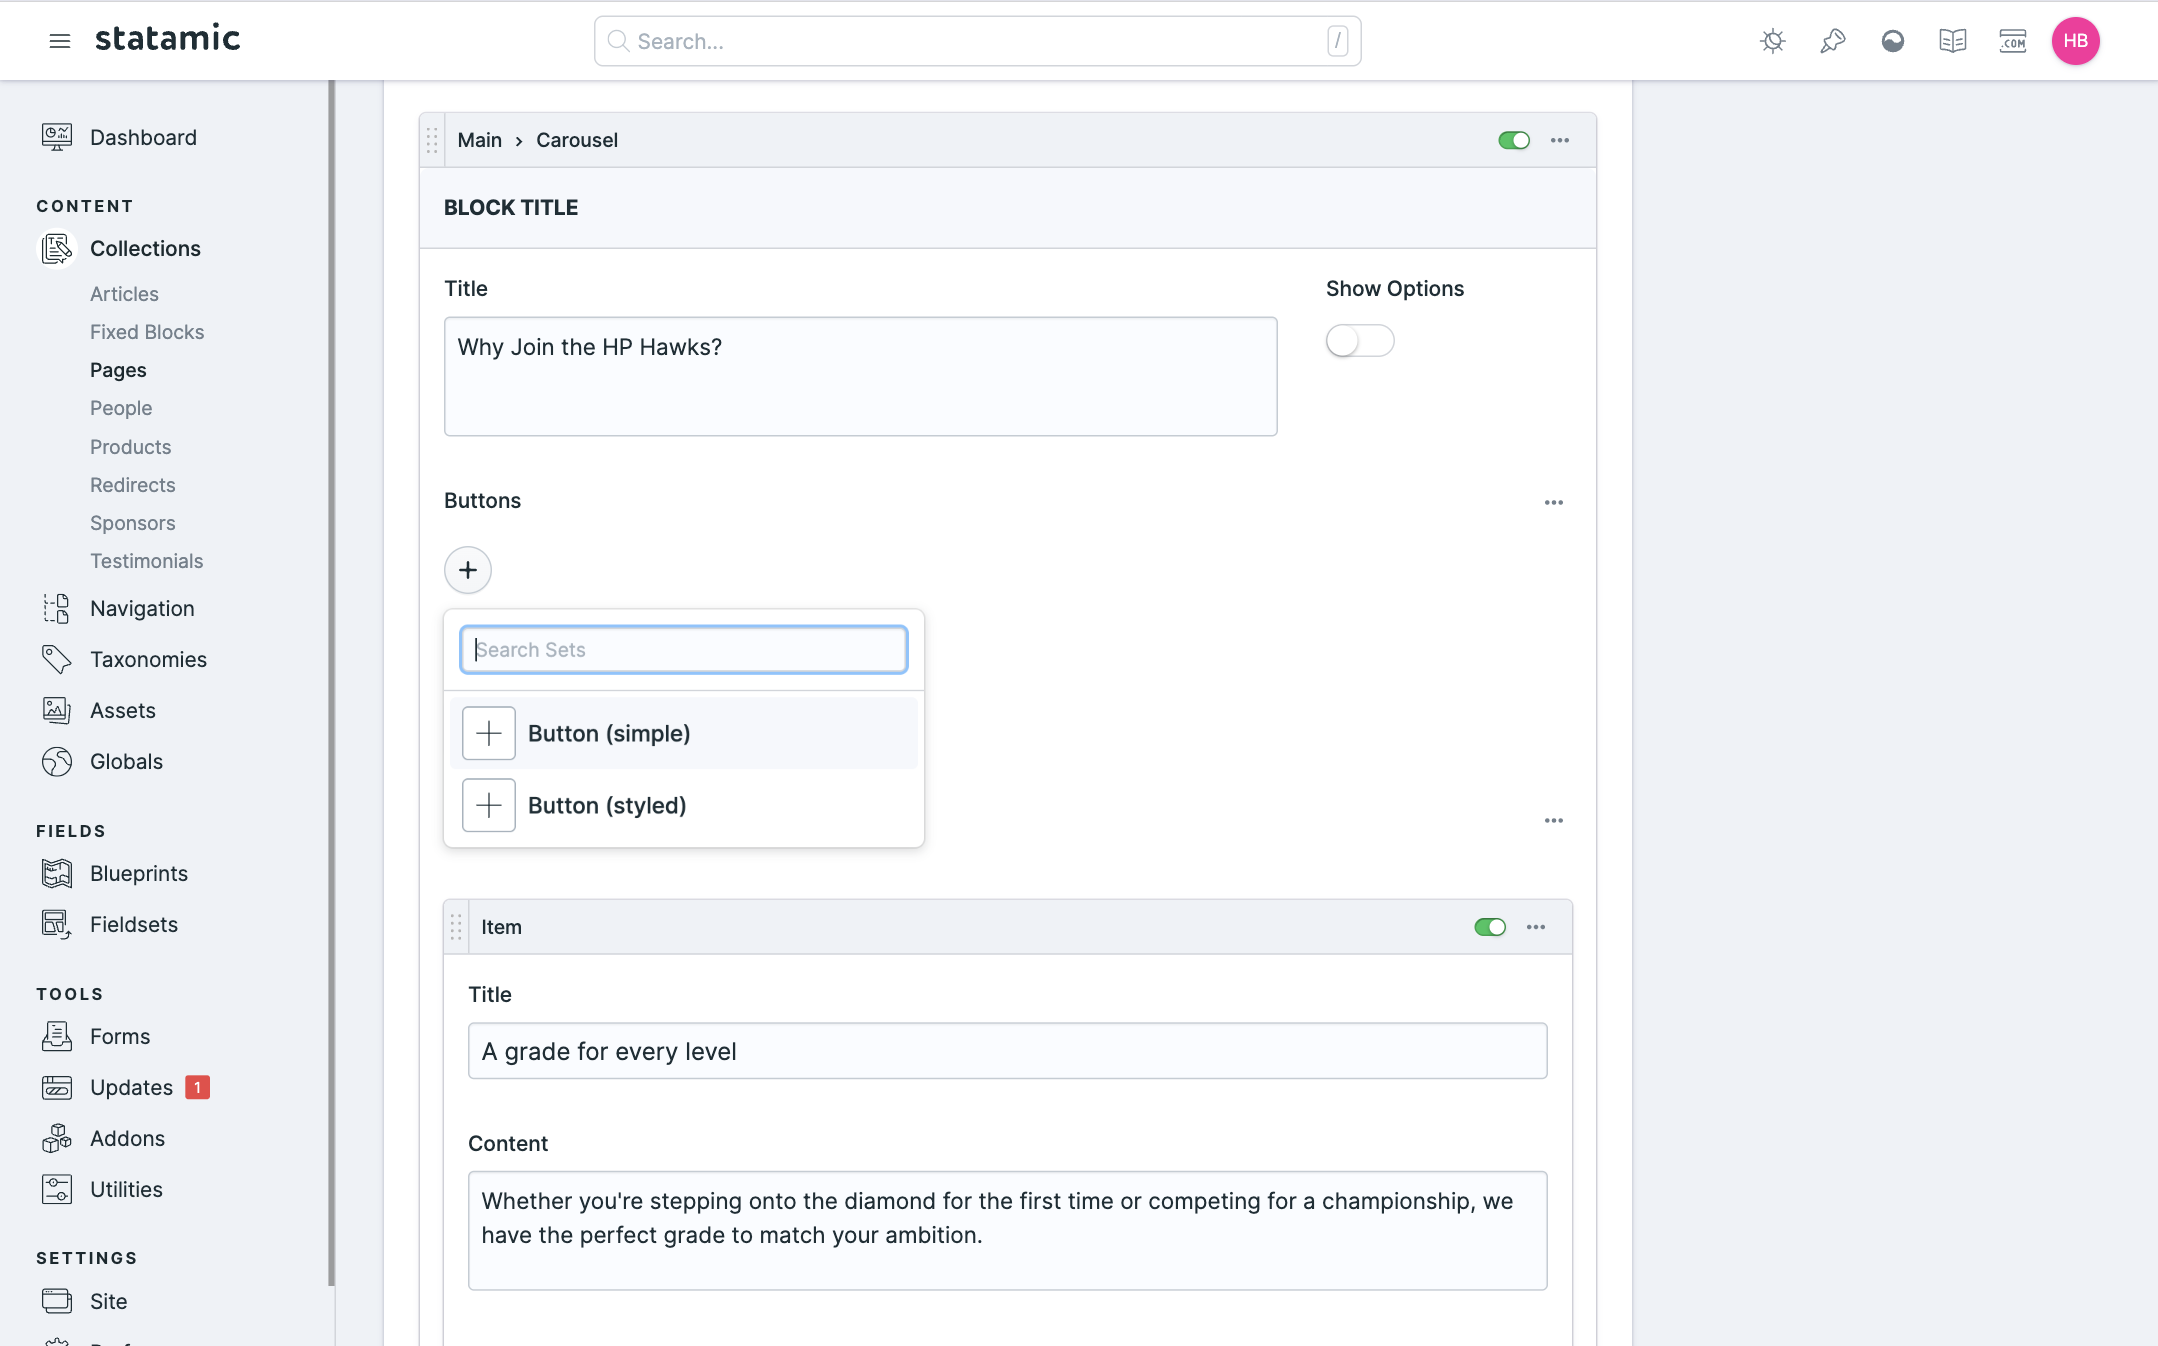 statamic
Search...
/
.COM
HB
Dashboard
CONTENT
Collections
Articles
Fixed Blocks
Pages
People
Products
Redirects
Sponsors
Testimonials
Navigation
Taxonomies
Assets
Globals
FIELDS
Blueprints
Fieldsets
TOOLS
Forms
Updates 1
Addons
Utilities
SETTINGS
Site
Main › Carousel
BLOCK TITLE
Title
Show Options
Why Join the HP Hawks?
Buttons
Search Sets
Button (simple)
Button (styled)
Item
Title
A grade for every level
Content
Whether you're stepping onto the diamond for the first time or competing for a championship, we
have the perfect grade to match your ambition.